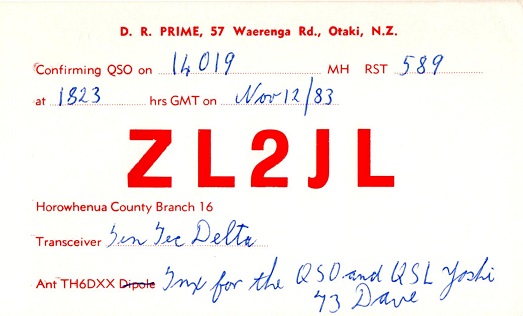 D. R. PRIME, 57 Waerenga Rd., Otaki, N.Z.
Confirming QSO on 14019 MH RST 589
at 1823 hrs GMT on Nov 12/83
ZL2JL
Horowhenua County Branch 16
Transceiver Ten Tec Delta
Ant TH6DXX Dipole Tnx for the QSO and QSL Yoshi
73 Dave